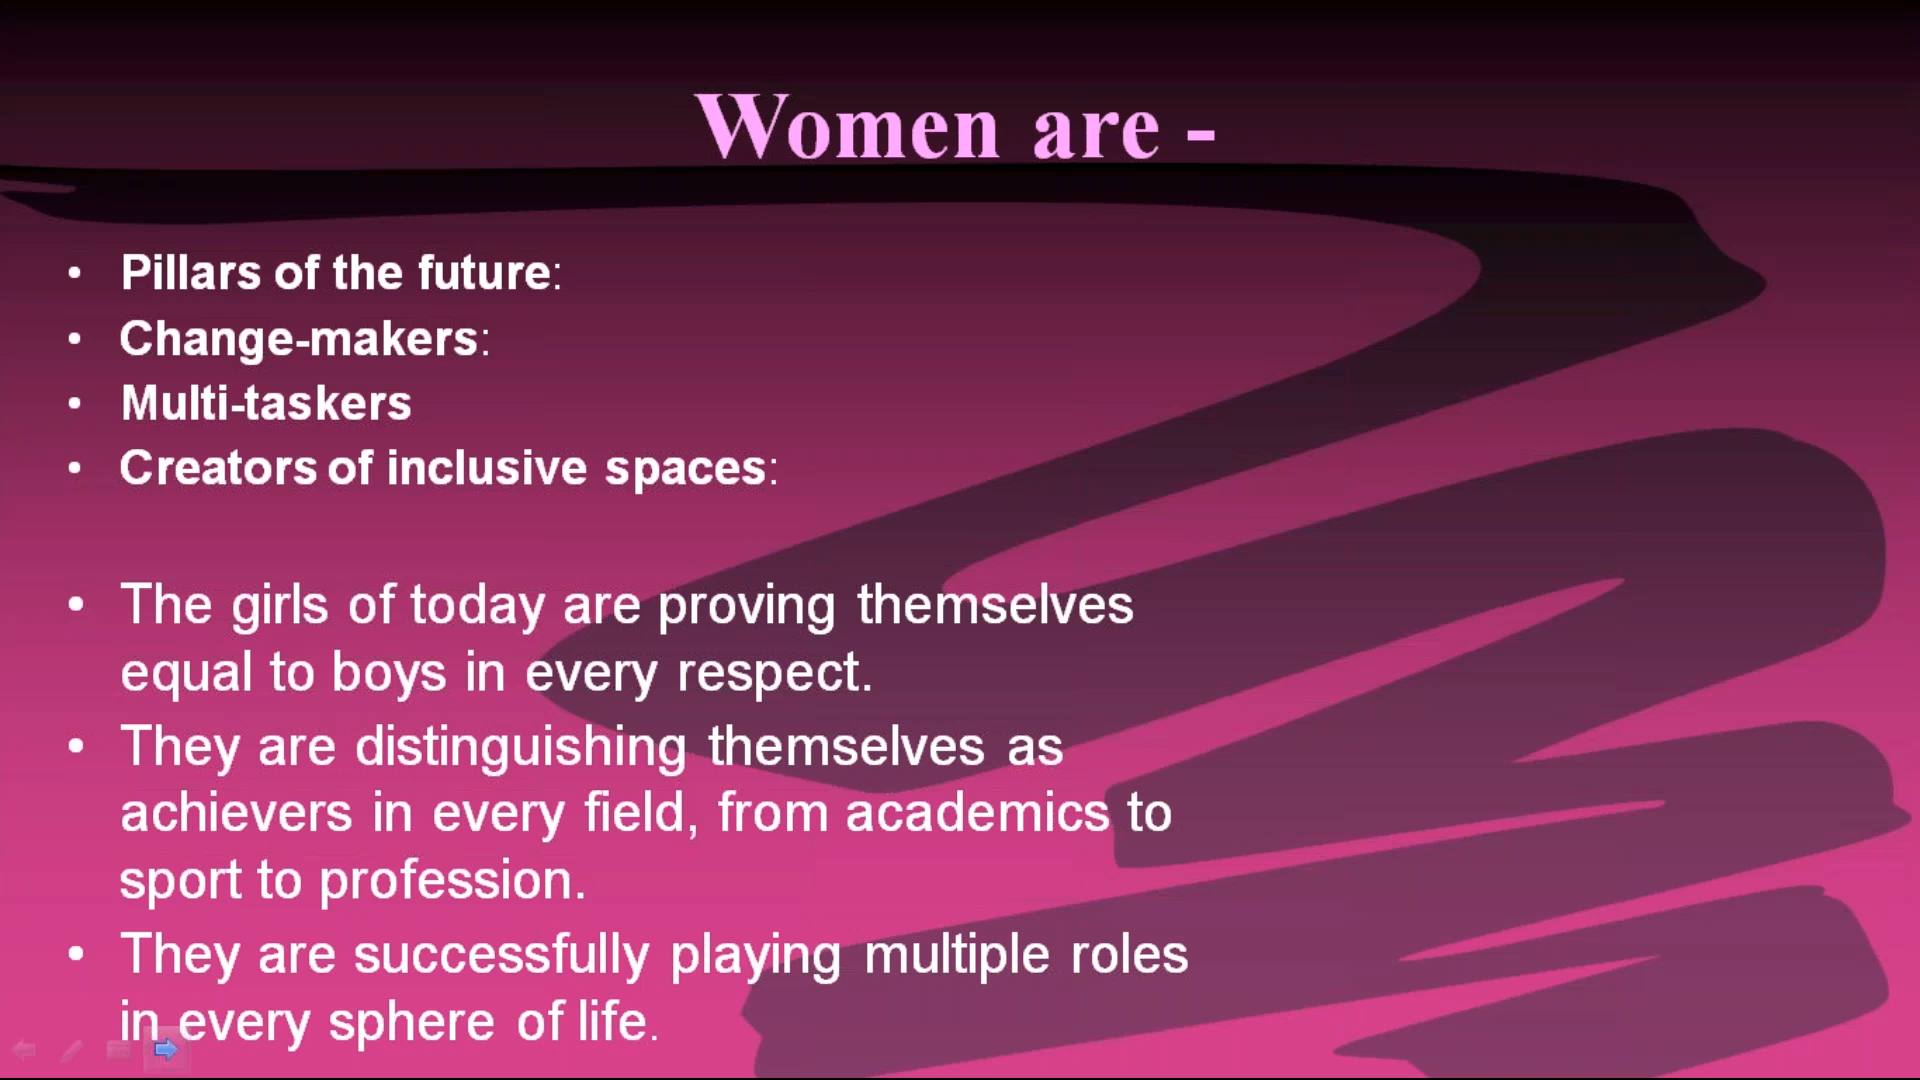 Women are -
• Pillars of the future:
• Change-makers:
• Multi-taskers
• Creators of inclusive spaces:
• The girls of today are proving themselves
equal to boys in every respect.
• They are distinguishing themselves as
achievers in every field, from academics to
sport to profession.
• They are successfully playing multiple roles
in every sphere of life.